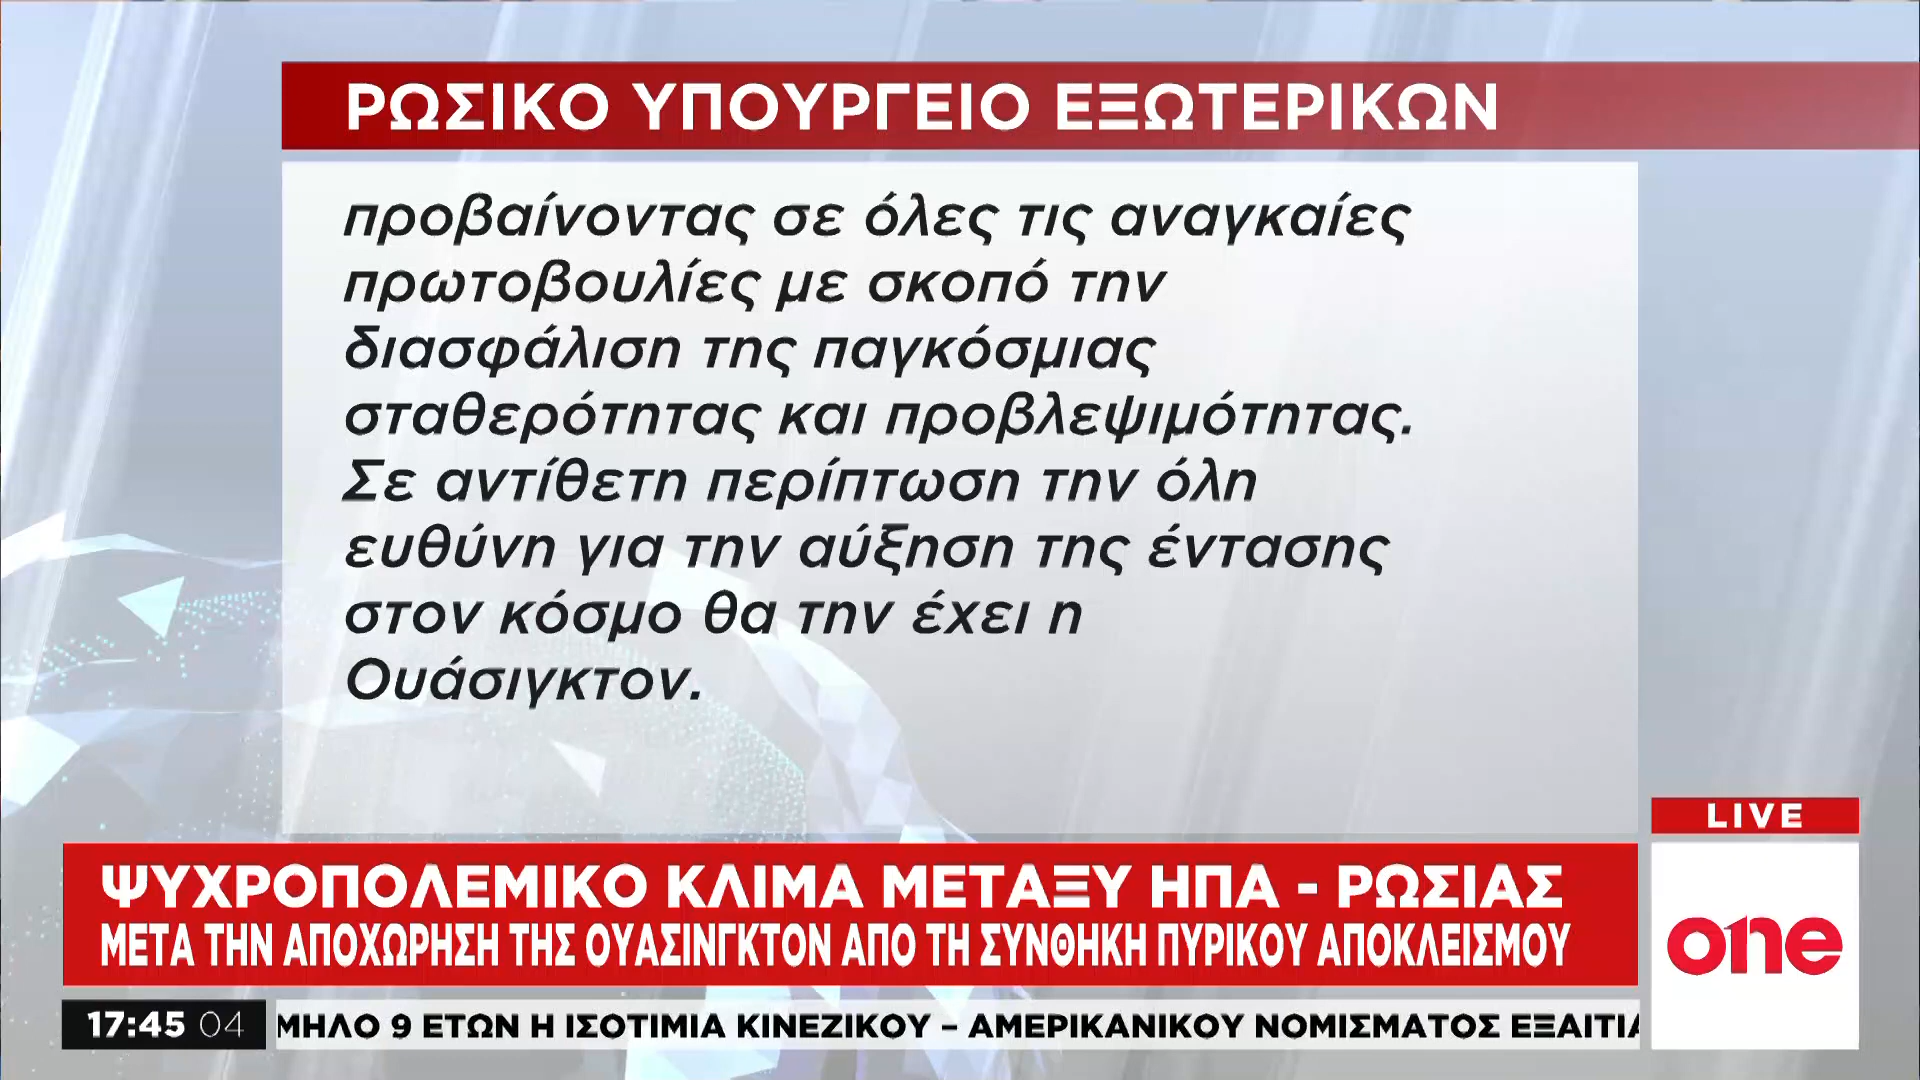 ΡΩΣΙΚΟ ΥΠΟΥΡΓΕΙΟ ΕΞΩΤΕΡΙΚΩΝ
προβαίνοντας σε όλες τις αναγκαίες
πρωτοβουλίες με σκοπό την
διασφάλιση της παγκόσμιας
σταθερότητας και προβλεψιμότητας.
Σε αντίθετη περίπτωση την όλη
ευθύνη για την αύξηση της έντασης
στον κόσμο θα την έχει η
Ουάσιγκτον.
LIVE
ΨΥΧΡΟΠΟΛΕΜΙΚΟ ΚΛΙΜΑ ΜΕΤΑΞΥ ΗΠΑ - ΡΩΣΙΑΣ
ΜΕΤΑ ΤΗΝ ΑΠΟΧΩΡΗΣΗ ΤΗΣ ΟΥΑΣΙΝΓΚΤΟΝ ΑΠΟ ΤΗ ΣΥΝΘΗΚΗ ΠΥΡΙΚΟΥ ΑΠΟΚΛΕΙΣΜΟΥ
one
17:45 04
ΜΗΛΟ 9 ΕΤΩΝ Η ΙΣΟΤΙΜΙΑ ΚΙΝΕΖΙΚΟΥ – ΑΜΕΡΙΚΑΝΙΚΟΥ ΝΟΜΙΣΜΑΤΟΣ ΕΞΑΙΤΙΑ